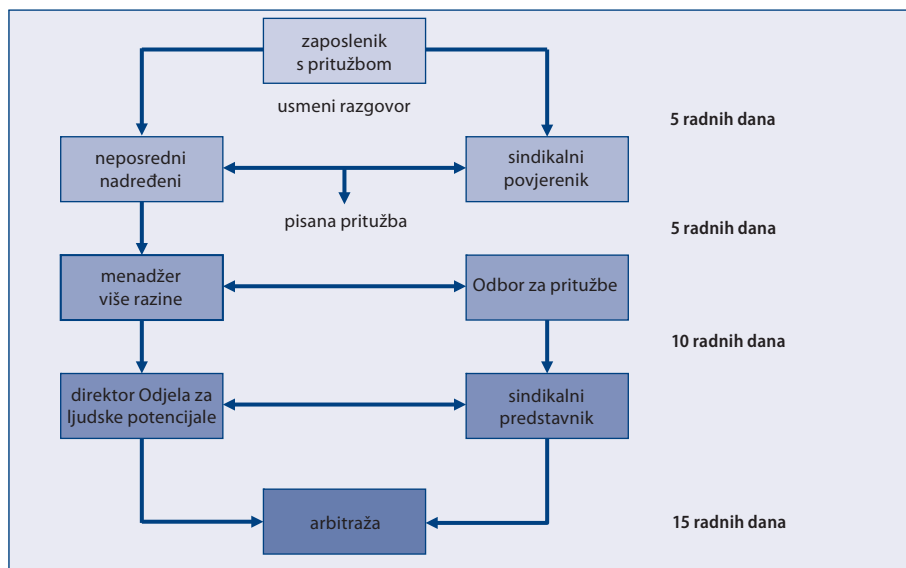 zaposlenik
s pritužbom
usmeni razgovor
5 radnih dana
neposredni
nadređeni
sindikalni
povjerenik
pisana pritužba
5 radnih dana
menadžer
više razine
Odbor za pritužbe
10 radnih dana
direktor Odjela za
ljudske potencijale
sindikalni
predstavnik
arbitraža
15 radnih dana